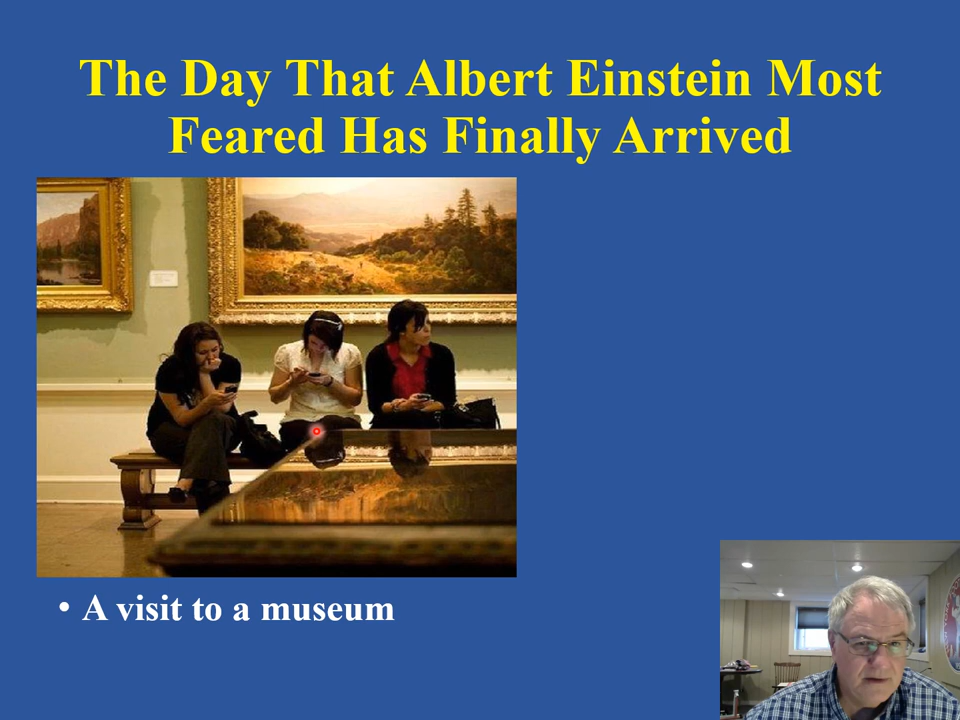 The Day That Albert Einstein Most
Feared Has Finally Arrived
• A visit to a museum